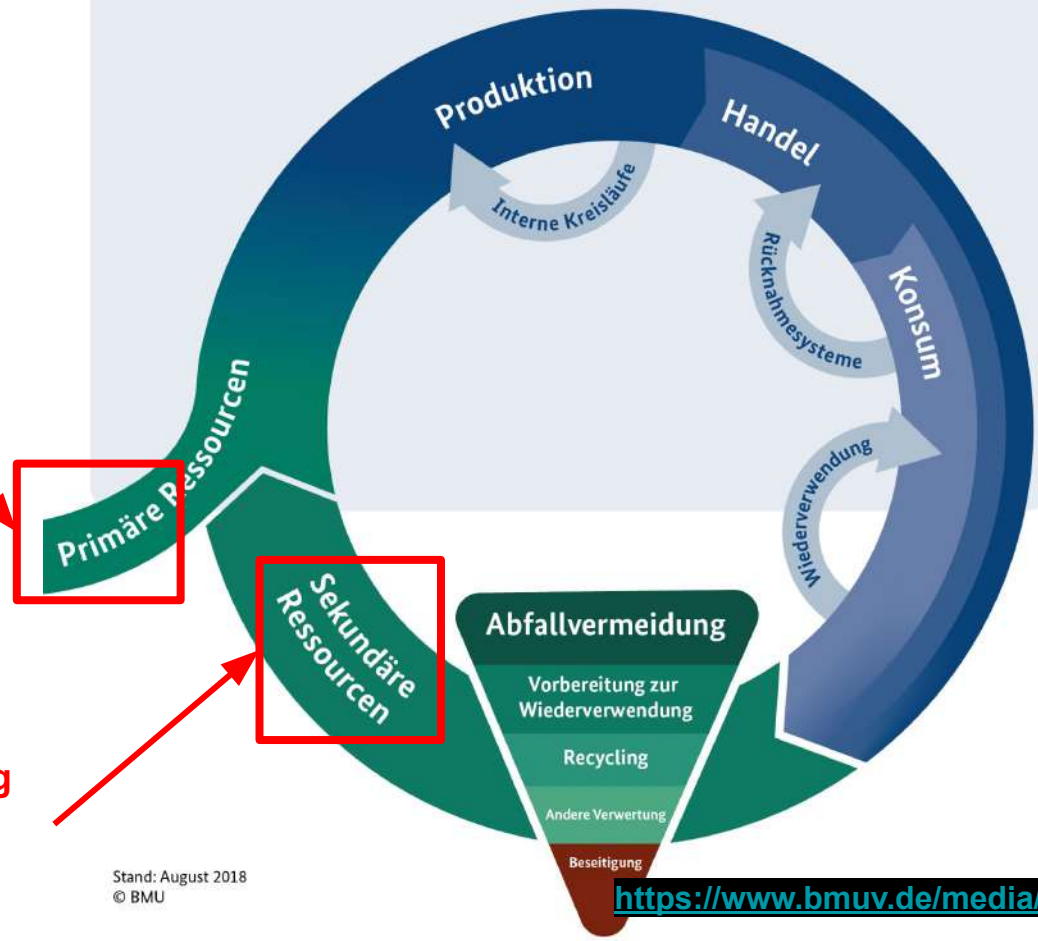 Produktion
Handel
Interne Kreisläufe
Rücknahmesysteme
Konsum
Primäre Ressourcen
Wiederverwendung
Sekundäre
Ressourcen
Abfallvermeidung
Vorbereitung zur
Wiederverwendung
Recycling
Andere Verwertung
Beseitigung
g
Stand: August 2018
© BMU
https://www.bmuv.de/media/